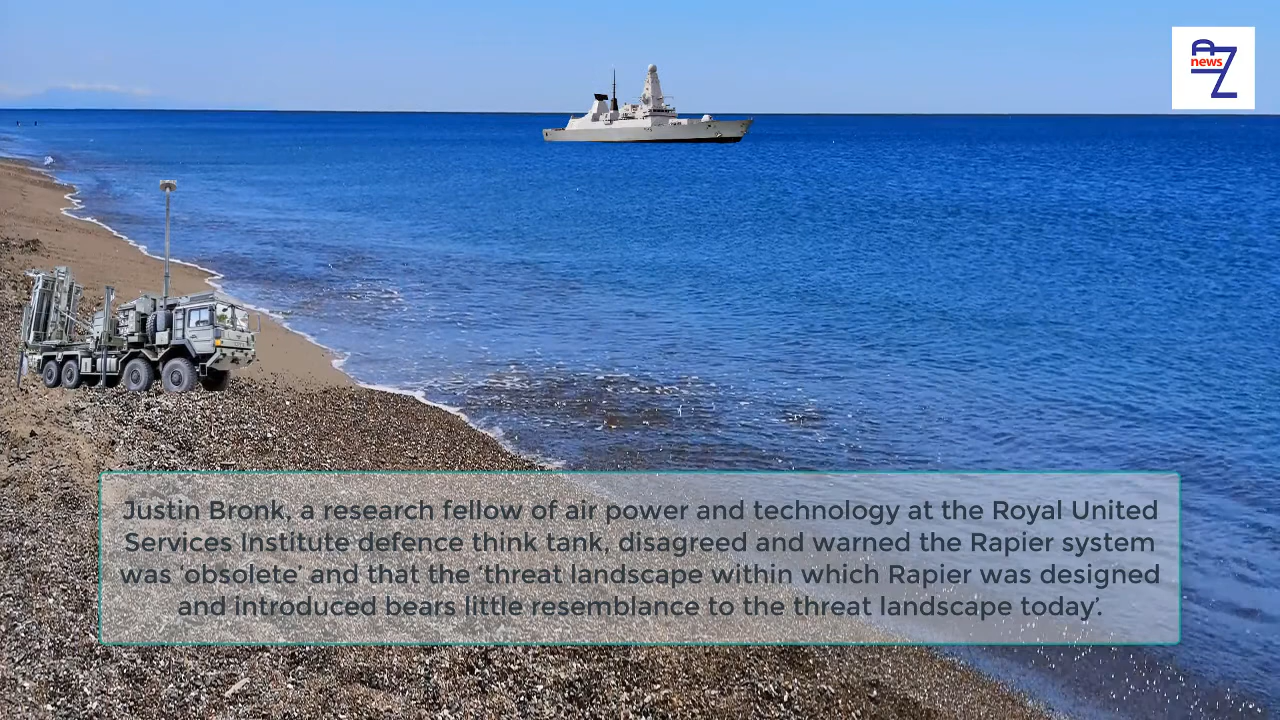 AZ
news
Justin Bronk, a research fellow of air power and technology at the Royal United
Services Institute defence think tank, disagreed and warned the Rapier system
was 'obsolete' and that the 'threat landscape within which Rapier was designed
and introduced bears little resemblance to the threat landscape today'.